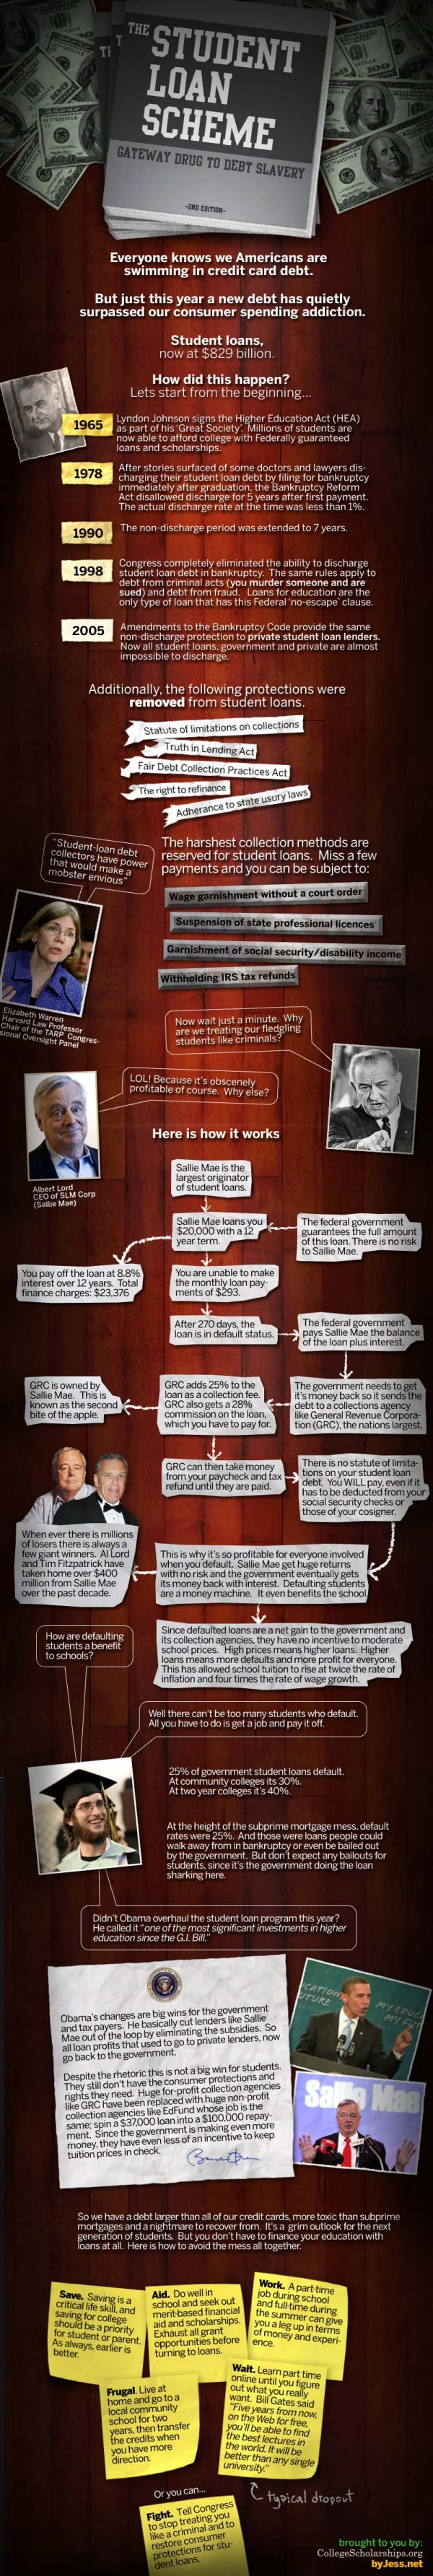 THE
STUDENT
LOAN
SCHEME
GATEWAY DRUG TO DEBT SLAVERY
-2ND EDITION-
Everyone knows we Americans are
swimming in credit card debt.
But just this year a new debt has quietly
surpassed our consumer spending addiction.
Student loans,
now at $829 billion.
How did this happen?
Lets start from the beginning...
1965
Lyndon Johnson signs the Higher Education Act (HEA)
as part of his 'Great Society'. Millions of students are
now able to afford college with Federally guaranteed
loans and scholarships.
1978
After stories surfaced of some doctors and lawyers dis-
charging their student loan debt by filing for bankruptcy
immediately after graduation, the Bankruptcy Reform
Act disallowed discharge for 5 years after first payment.
The actual discharge rate at the time was less than 1%.
1990
The non-discharge period was extended to 7 years.
1998
Congress completely eliminated the ability to discharge
student loan debt in bankruptcy. The same rules apply to
debt from criminal acts (you murder someone and are
sued) and debt from fraud. Loans for education are the
only type of loan that has this Federal 'no-escape' clause.
2005
Amendments to the Bankruptcy Code provide the same
non-discharge protection to private student loan lenders.
Now all student loans, government and private are almost
impossible to discharge.
Additionally, the following protections were
removed from student loans.
Statute of limitations on collections
Truth in Lending Act
Fair Debt Collection Practices Act
The right to refinance
Adherance to state usury laws
"Student-loan debt
collectors have power
that would make a
mobster envious"
The harshest collection methods are
reserved for student loans. Miss a few
payments and you can be subject to:
Wage garnishment without a court order
Suspension of state professional licences
Garnishment of social security/disability income
Withholding IRS tax refunds
Elizabeth Warren
Harvard Law Professor
Chair of the TARP Congres-
sional Oversight Panel
Now wait just a minute. Why
are we treating our fledgling
students like criminals?
LOL! Because it's obscenely
profitable of course. Why else?
Albert Lord
CEO of SLM Corp
(Sallie Mae)
Here is how it works
Sallie Mae is the
largest originator
of student loans.
Sallie Mae loans you
$20,000 with a 12
year term.
The federal government
guarantees the full amount
of this loan. There is no risk
to Sallie Mae.
You pay off the loan at 8.8%
interest over 12 years. Total
finance charges: $23,376
You are unable to make
the monthly loan pay-
ments of $293.
After 270 days, the
loan is in default status.
The federal government
pays Sallie Mae the balance
of the loan plus interest.
GRC is owned by
Sallie Mae. This is
known as the second
bite of the apple.
GRC adds 25% to the
loan as a collection fee.
GRC also gets a 28%
commission on the loan,
which you have to pay for.
The government needs to get
it's money back so it sends the
debt to a collections agency
like General Revenue Corpora-
tion (GRC), the nations largest.
GRC can then take money
from your paycheck and tax
refund until they are paid.
There is no statute of limita-
tions on your student loan
debt. You WILL pay, even if it
has to be deducted from your
social security checks or
those of your cosigner.
When ever there is millions
of losers there is always a
few giant winners. Al Lord
and Tim Fitzpatrick have
taken home over $400
million from Sallie Mae
over the past decade.
This is why it's so profitable for everyone involved
when you default. Sallie Mae get huge returns
with no risk and the government eventually gets
its money back with interest. Defaulting students
are a money machine. It even benefits the school
How are defaulting
students a benefit
to schools?
Since defaulted loans are a net gain to the government and
its collection agencies, they have no incentive to moderate
school prices. High prices means higher loans. Higher
loans means more defaults and more profit for everyone.
This has allowed school tuition to rise at twice the rate of
inflation and four times the rate of wage growth.
Well there can't be too many students who default.
All you have to do is get a job and pay it off.
25% of government student loans default.
At community colleges its 30%.
At two year colleges it's 40%.
At the height of the subprime mortgage mess, default
rates were 25%. And those were loans people could
walk away from in bankruptcy or even be bailed out
by the government. But don't expect any bailouts for
students, since it's the government doing the loan
sharking here.
Didn't Obama overhaul the student loan program this year?
He called it "one of the most significant investments in higher
education since the G.I. Bill."
Obama's changes are big wins for the government
and tax payers. He basically cut lenders like Sallie
Mae out of the loop by eliminating the subsidies. So
all loan profits that used to go to private lenders, now
go back to the government.
Despite the rhetoric this is not a big win for students.
They still don't have the consumer protections and
rights they need. Huge for-profit collection agencies
like GRC have been replaced with huge non-profit
collection agencies like EdFund whose job is the
same; spin a $37,000 loan into a $100,000 repay-
ment. Since the government is making even more
money, they have even less of an incentive to keep
tuition prices in check.
MY EDUC
Sallie Mae
So we have a debt larger than all of our credit cards, more toxic than subprime
mortgages and a nightmare to recover from. It's a grim outlook for the next
generation of students. But you don't have to finance your education with
loans at all. Here is how to avoid the mess all together.
Save. Saving is a
critical life skill, and
saving for college
should be a priority
for student or parent.
As always, earlier is
better.
Aid. Do well in
school and seek out
merit-based financial
aid and scholarships.
Exhaust all grant
opportunities before
turning to loans.
Work. A part-time
job during school
and full-time during
the summer can give
you a leg up in terms
of money and experi-
ence.
Frugal. Live at
home and go to a
local community
school for two
years, then transfer
the credits when
you have more
direction.
Wait. Learn part time
online until you figure
out what you really
want. Bill Gates said
"Five years from now,
on the Web for free,
you'll be able to find
the best lectures in
the world. It will be
better than any single
university."
typical dropout
Or you can...
Fight. Tell Congress
to stop treating you
like a criminal and to
restore consumer
protections for stu-
dent loans.
brought to you by:
CollegeScholarships.org
byJess.net